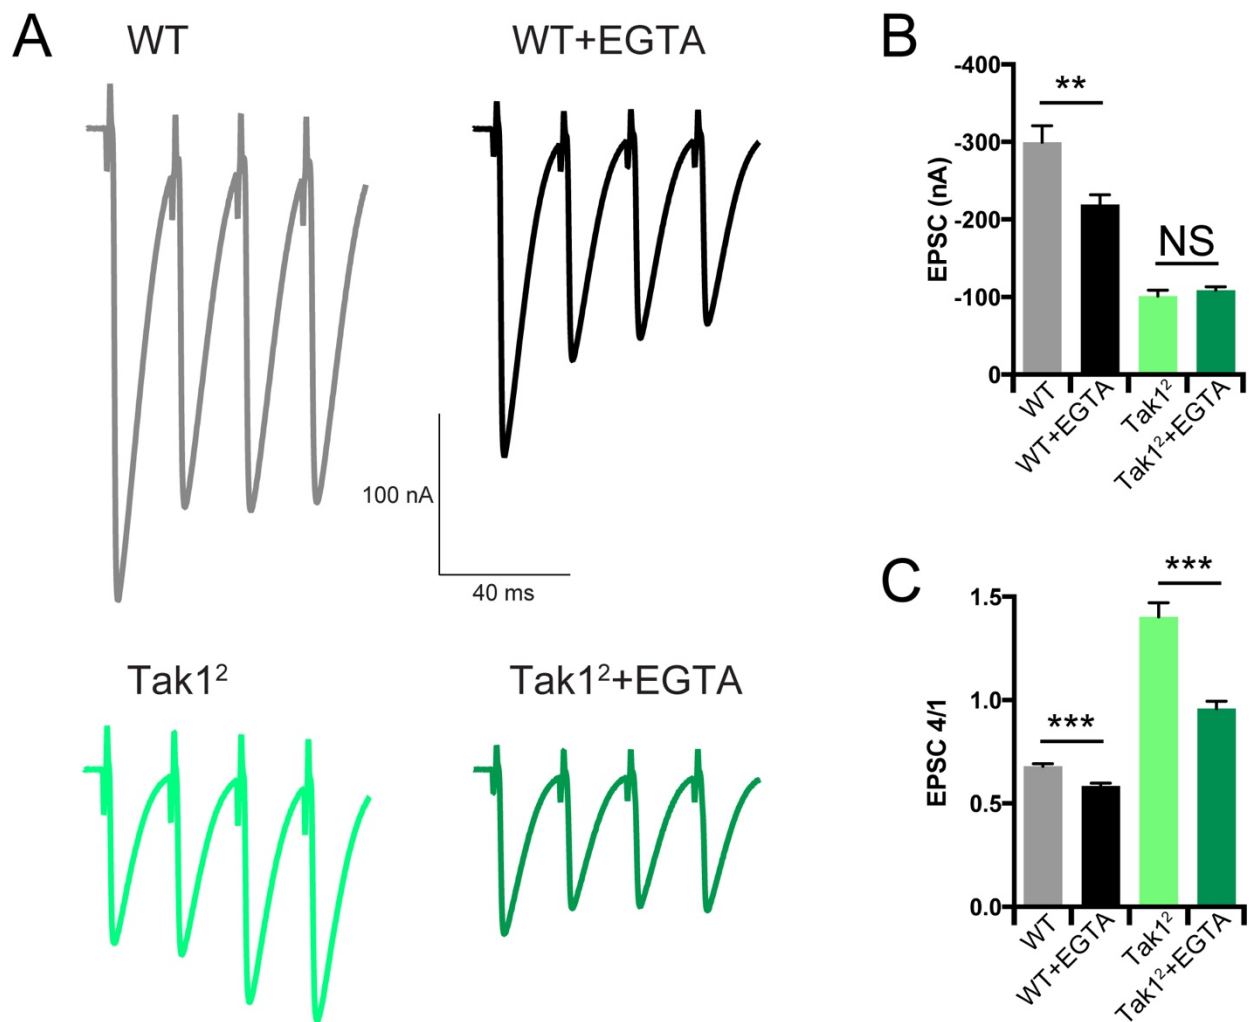 A
WT
WT+EGTA
100 nA
40 ms
Tak1²
Tak1²+EGTA
B
-400
-300
-200
-100
0
EPSC (nA)
**
NS
WT
WT+EGTA
Tak1²
Tak1²+EGTA
C
1.5
1.0
0.5
0.0
EPSC 4/1
***
***
WT
WT+EGTA
Tak1²
Tak1²+EGTA